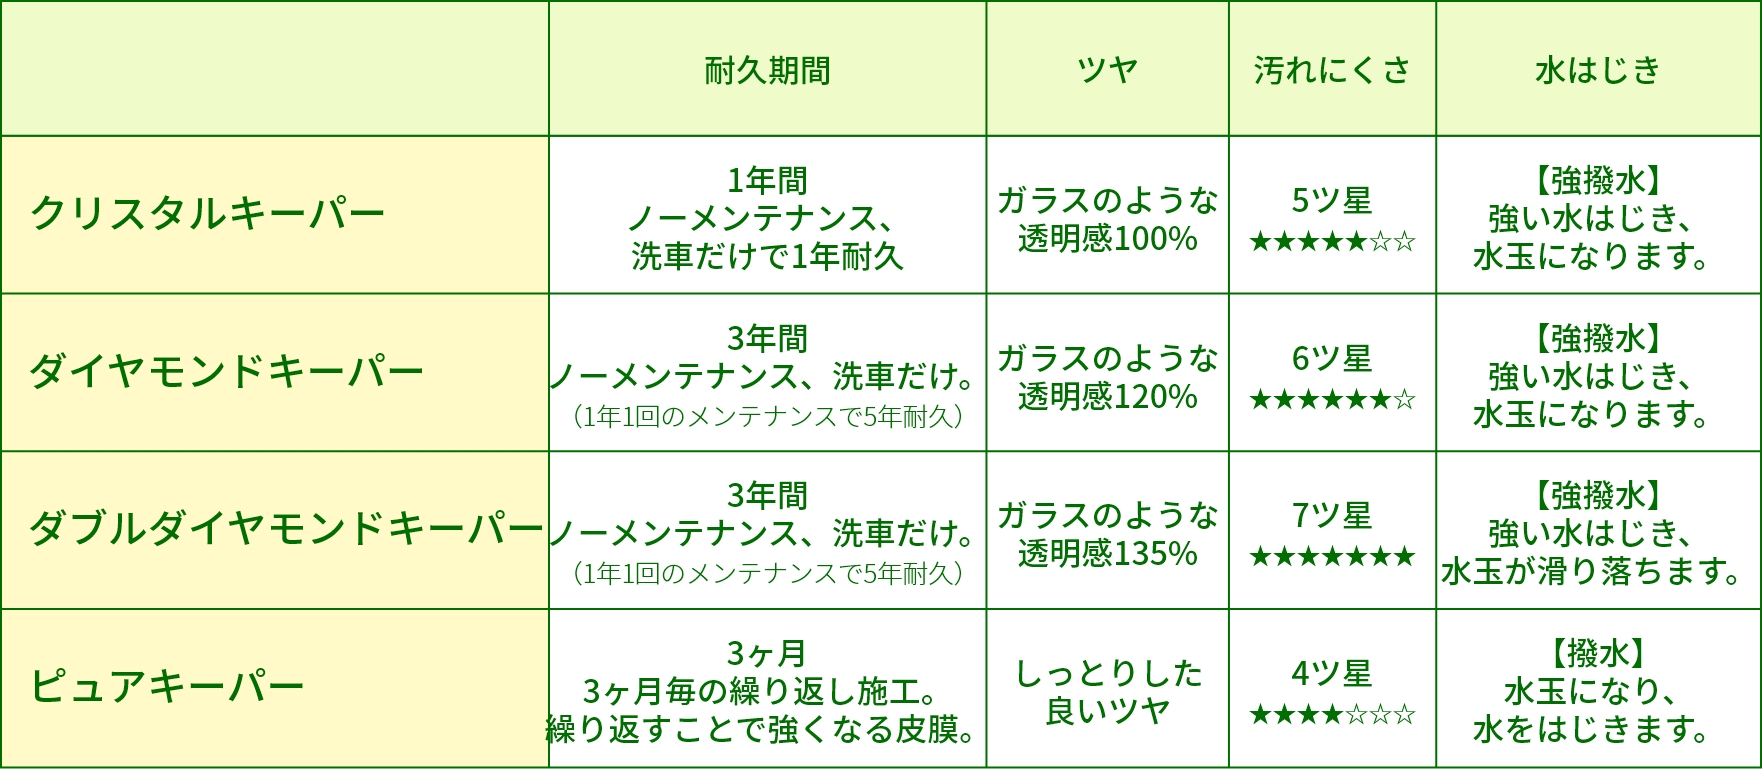 耐久期間
ツヤ
汚れにくさ
水はじき
クリスタルキーパー
1年間
ノーメンテナンス、
洗車だけで1年耐久
ガラスのような
透明感100%
5ツ星
★★★★★☆☆
【強撥水】
強い水はじき、
水玉になります。
ダイヤモンドキーパー
3年間
ノーメンテナンス、洗車だけ。
（1年1回のメンテナンスで5年耐久）
ガラスのような
透明感120%
6ツ星
★★★★★★☆
【強撥水】
強い水はじき、
水玉になります。
ダブルダイヤモンドキーパー
3年間
ノーメンテナンス、洗車だけ。
（1年1回のメンテナンスで5年耐久）
ガラスのような
透明感135%
7ツ星
★★★★★★★
【強撥水】
強い水はじき、
水玉が滑り落ちます。
ピュアキーパー
3ヶ月
3ヶ月毎の繰り返し施工。
繰り返すことで強くなる皮膜。
しっとりした
良いツヤ
4ツ星
★★★★☆☆☆
【撥水】
水玉になり、
水をはじきます。